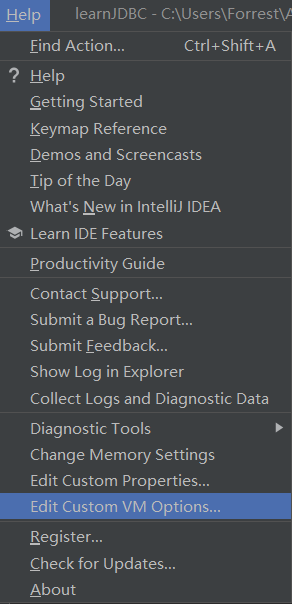 Help learnJDBC - C:\Users\Forrest\A
Find Action... Ctrl+Shift+A
? Help
Getting Started
Keymap Reference
Demos and Screencasts
Tip of the Day
What's New in IntelliJ IDEA
Learn IDE Features
Productivity Guide
Contact Support...
Submit a Bug Report...
Submit Feedback...
Show Log in Explorer
Collect Logs and Diagnostic Data
Diagnostic Tools
Change Memory Settings
Edit Custom Properties...
Edit Custom VM Options...
Register...
Check for Updates...
About